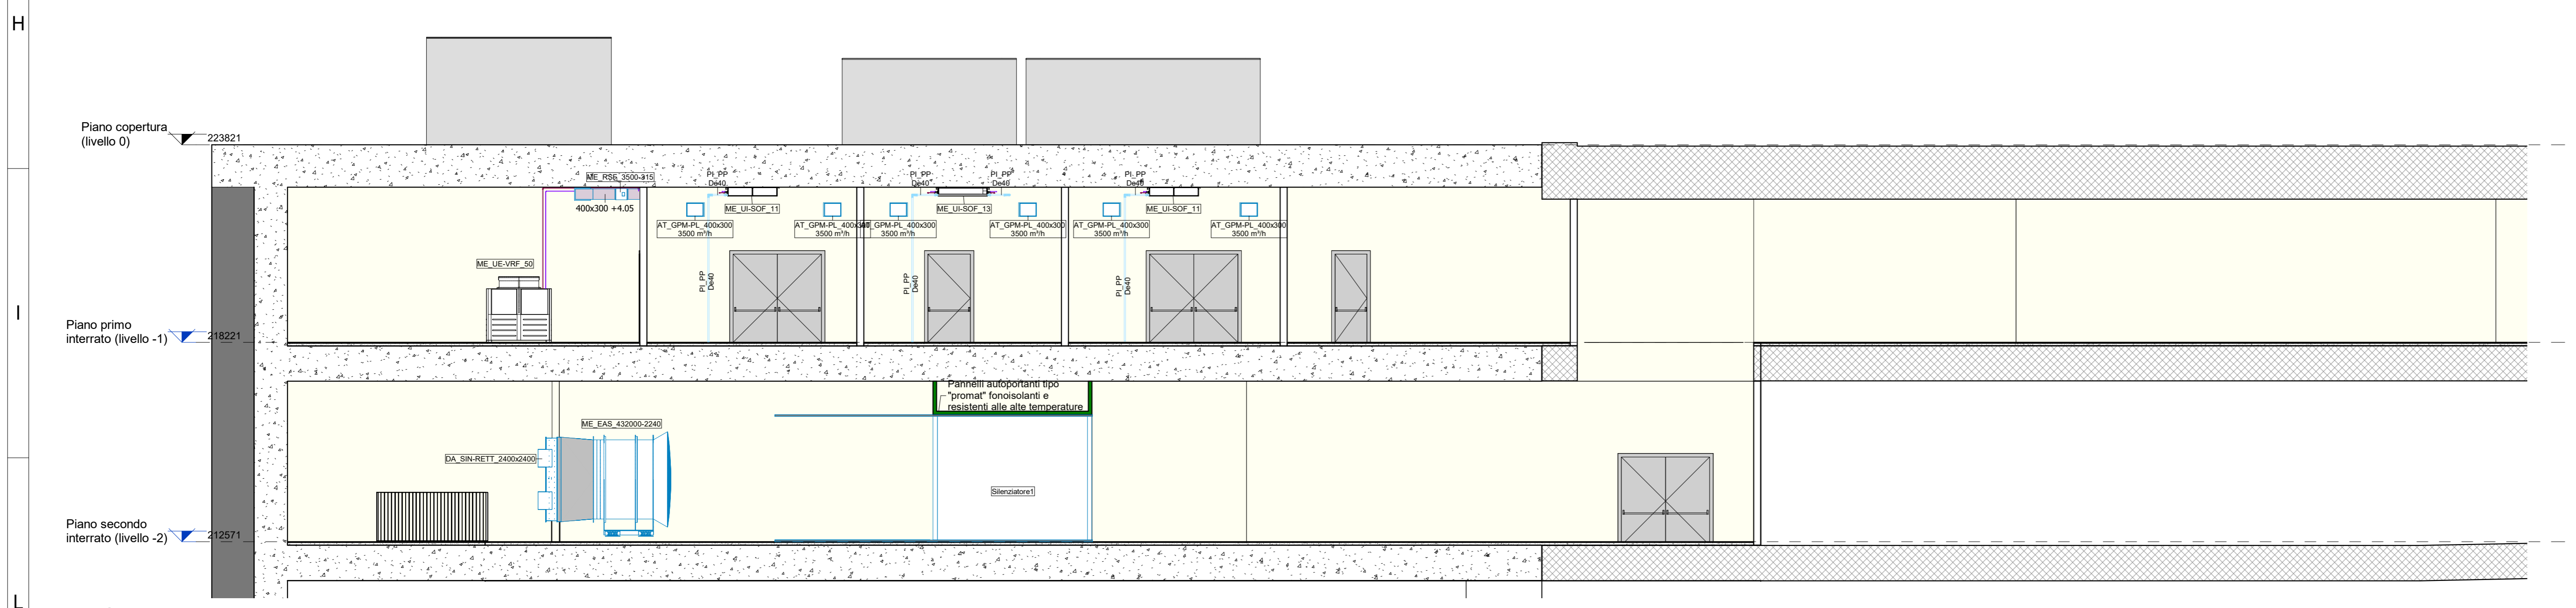 H
Piano copertura
(livello 0)
223821
ME_RSE_3500-315
400x300 +4.05
PI_PP
De40
PI_PP
De40
PI_PP
De40
PI_PP
De40
ME_UI-SOF_11
ME_UI-SOF_13
ME_UI-SOF_11
AT_GPM-PL_400x300
3500 m³/h
AT_GPM-PL_400x300
3500 m³/h
AT_GPM-PL_400x300
3500 m³/h
AT_GPM-PL_400x300
3500 m³/h
AT_GPM-PL_400x300
3500 m³/h
AT_GPM-PL_400x300
3500 m³/h
ME_UE-VRF_50
PI_PP
De40
PI_PP
De40
PI_PP
De40
I
Piano primo
interrato (livello -1)
218221
Pannelli autoportanti tipo
"promat" fonoisolanti e
resistenti alle alte temperature
ME_EAS_432000-2240
DA_SIN-RETT_2400x2400
Silenziatore1
Piano secondo
interrato (livello -2)
212571
L